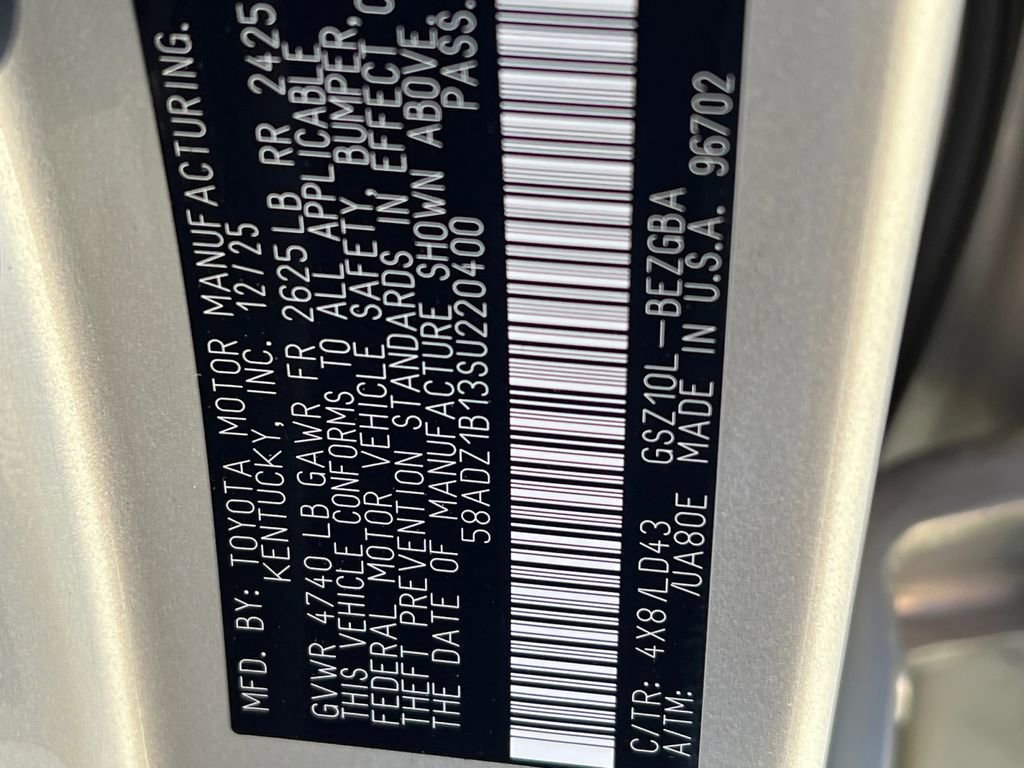 MFD. BY: TOYOTA MOTOR MANUFACTURING.
KENTUCKY, INC. 12/25
GVWR 4740 LB GAWR FR 2625 LB RR 2425
THIS VEHICLE CONFORMS TO ALL APPLICABLE
FEDERAL MOTOR VEHICLE SAFETY, BUMPER,
THEFT PREVENTION STANDARDS IN EFFECT
THE DATE OF MANUFACTURE SHOWN ABOVE.
58ADZ1B13SU220400 PASS.
C/TR: 4X8/LD43 GSZ10L-BEZGBA
A/TM: /UA80E MADE IN U.S.A. 96702